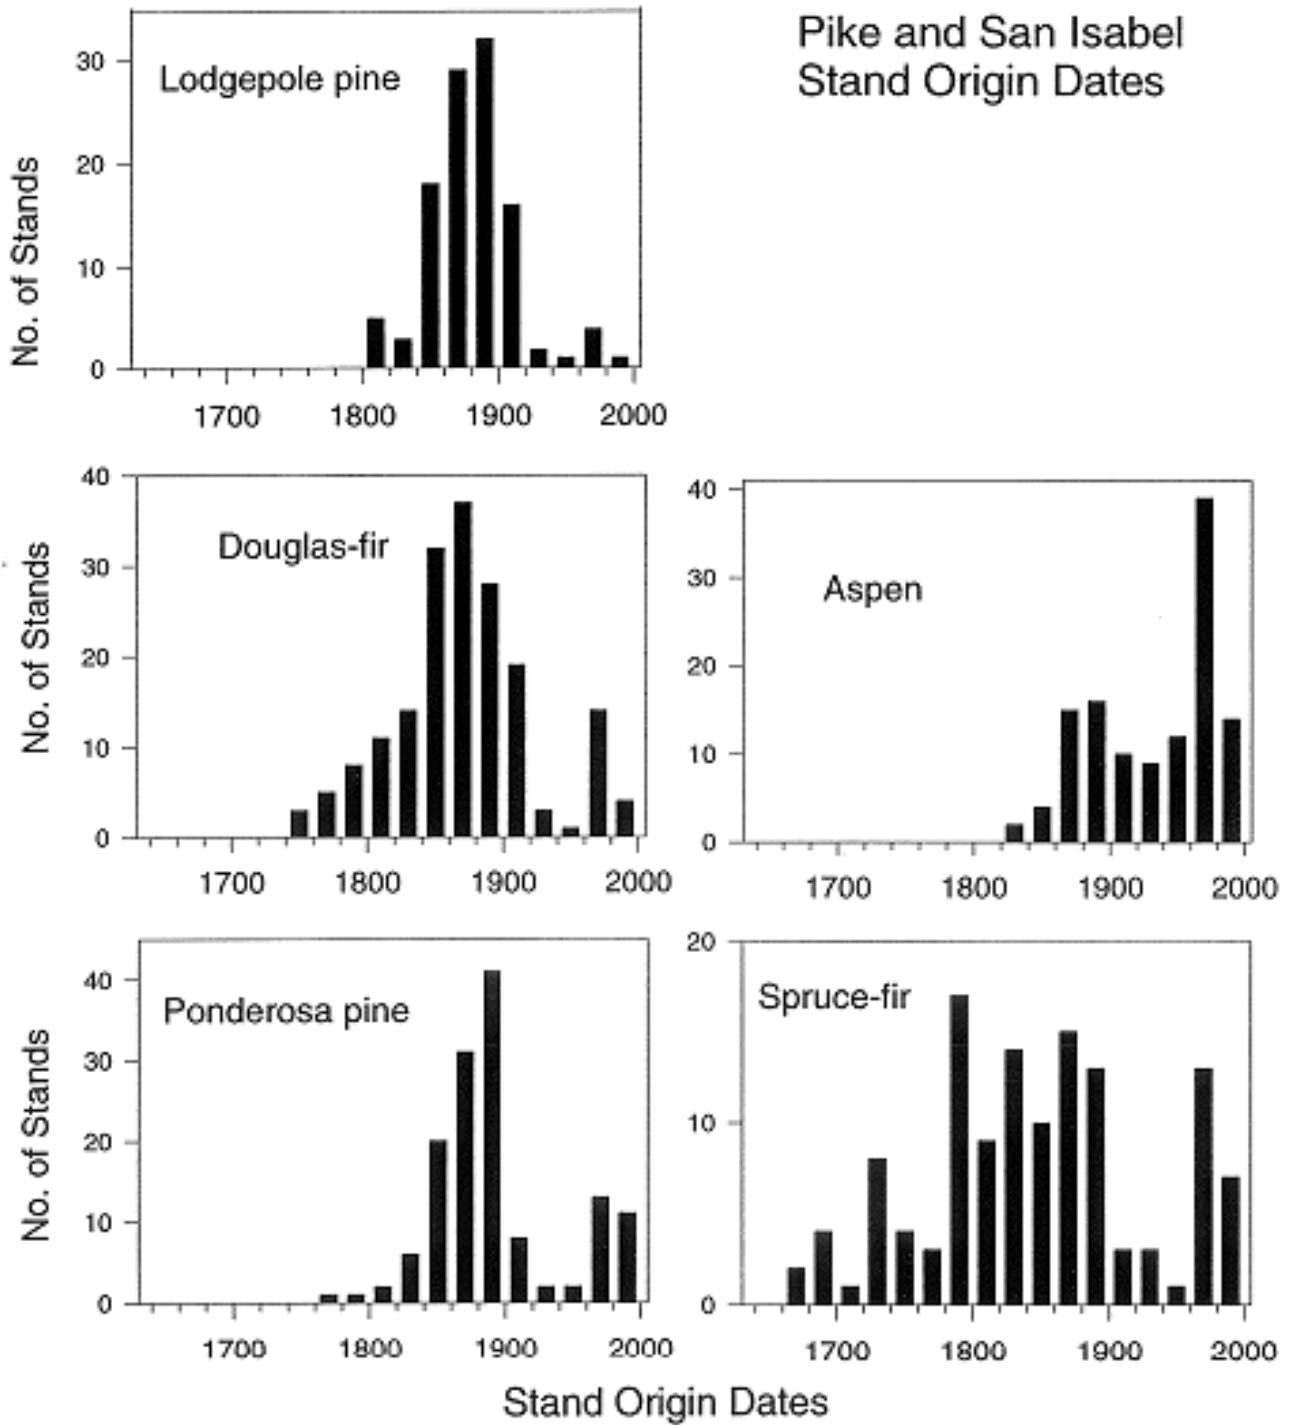 Pike and San Isabel
Stand Origin Dates
Lodgepole pine
No. of Stands
30
20
10
0
1700 1800 1900 2000
Douglas-fir
No. of Stands
40
30
20
10
0
1700 1800 1900 2000
Aspen
40
30
20
10
0
1700 1800 1900 2000
Ponderosa pine
No. of Stands
40
30
20
10
0
1700 1800 1900 2000
Spruce-fir
20
10
0
1700 1800 1900 2000
Stand Origin Dates